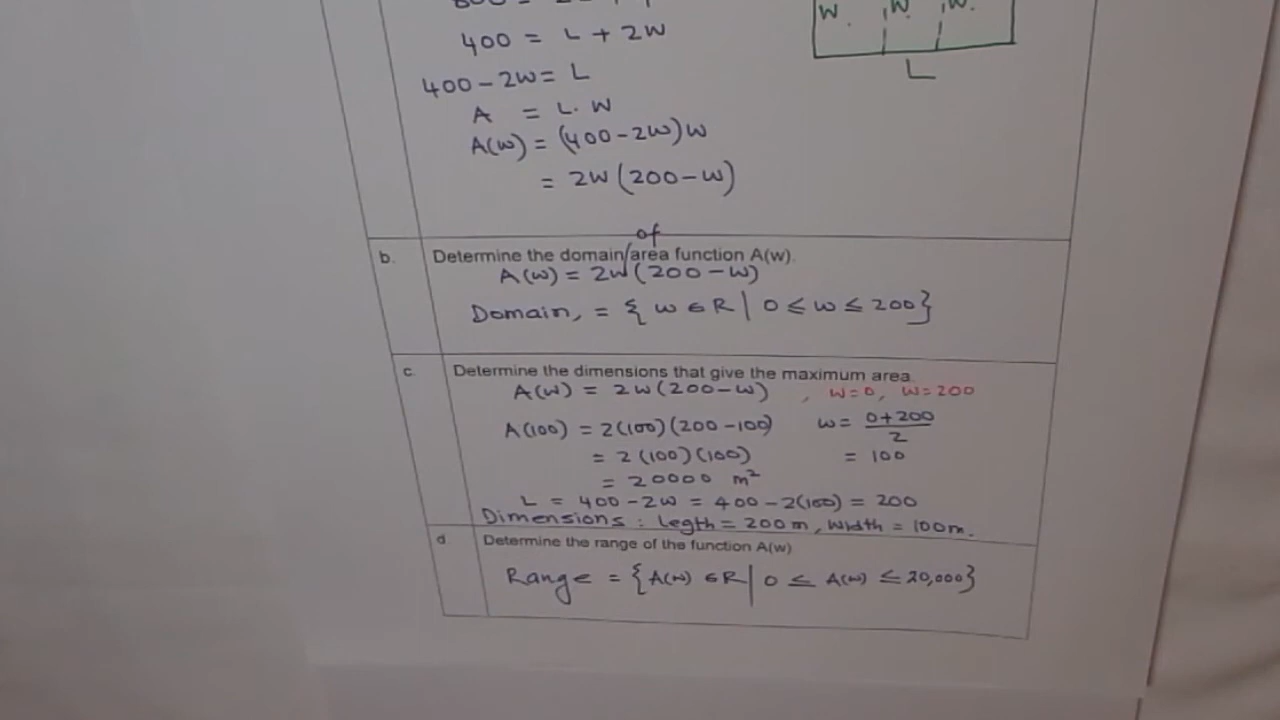 400 = L + 2W
W. W. W.
400 - 2W = L
L
A = L. W
A(W) = (400 - 2W)W
= 2W (200 - W)
of
b. Determine the domain/area function A(w).
A(W) = 2W (200 - W)
Domain, = { W ∈ R | 0 ≤ W ≤ 200}
c. Determine the dimensions that give the maximum area.
A(W) = 2W(200 - W) , W=0, W=200
A(100) = 2(100)(200-100) W = 0+200/2
= 2(100)(100) = 100
= 20000 m²
L = 400 - 2W = 400 - 2(100) = 200
Dimensions : Legth = 200 m, Width = 100m.
d. Determine the range of the function A(w)
Range = {A(W) ∈ R | 0 ≤ A(W) ≤ 20,000}